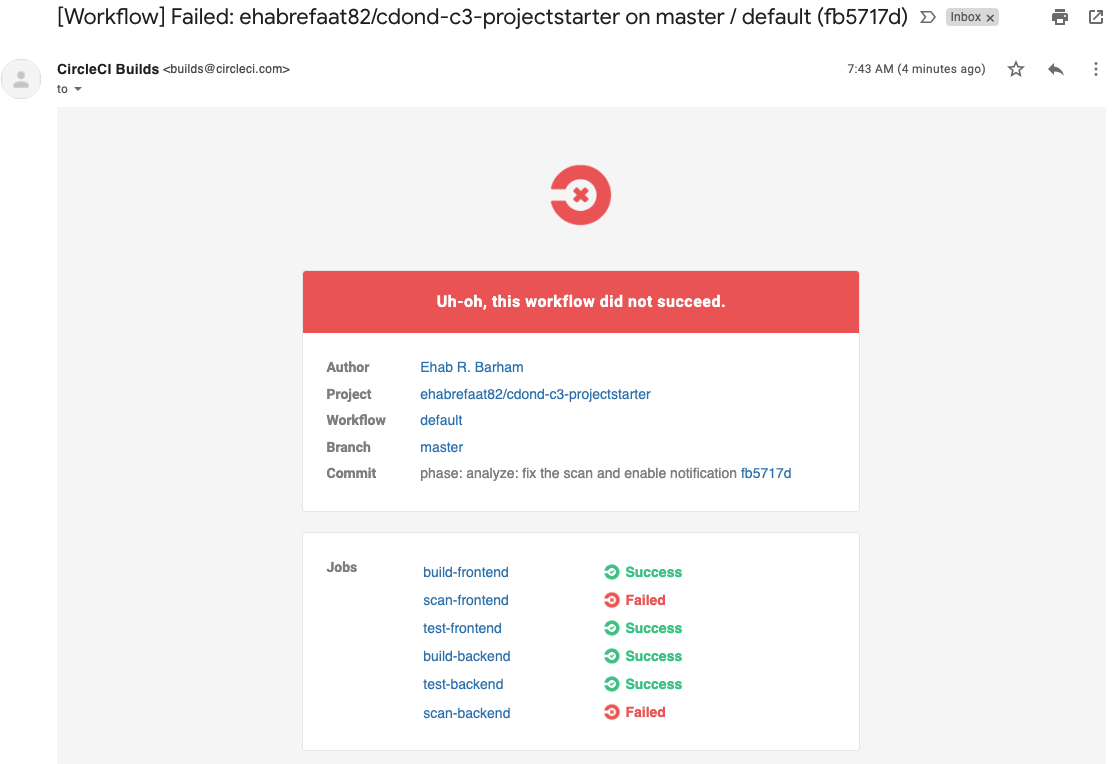 [Workflow] Failed: ehabrefaat82/cdond-c3-projectstarter on master / default (fb5717d) Inbox x
CircleCI Builds <builds@circleci.com> 7:43 AM (4 minutes ago)
to
Uh-oh, this workflow did not succeed.
Author Ehab R. Barham
Project ehabrefaat82/cdond-c3-projectstarter
Workflow default
Branch master
Commit phase: analyze: fix the scan and enable notification fb5717d
Jobs
build-frontend Success
scan-frontend Failed
test-frontend Success
build-backend Success
test-backend Success
scan-backend Failed